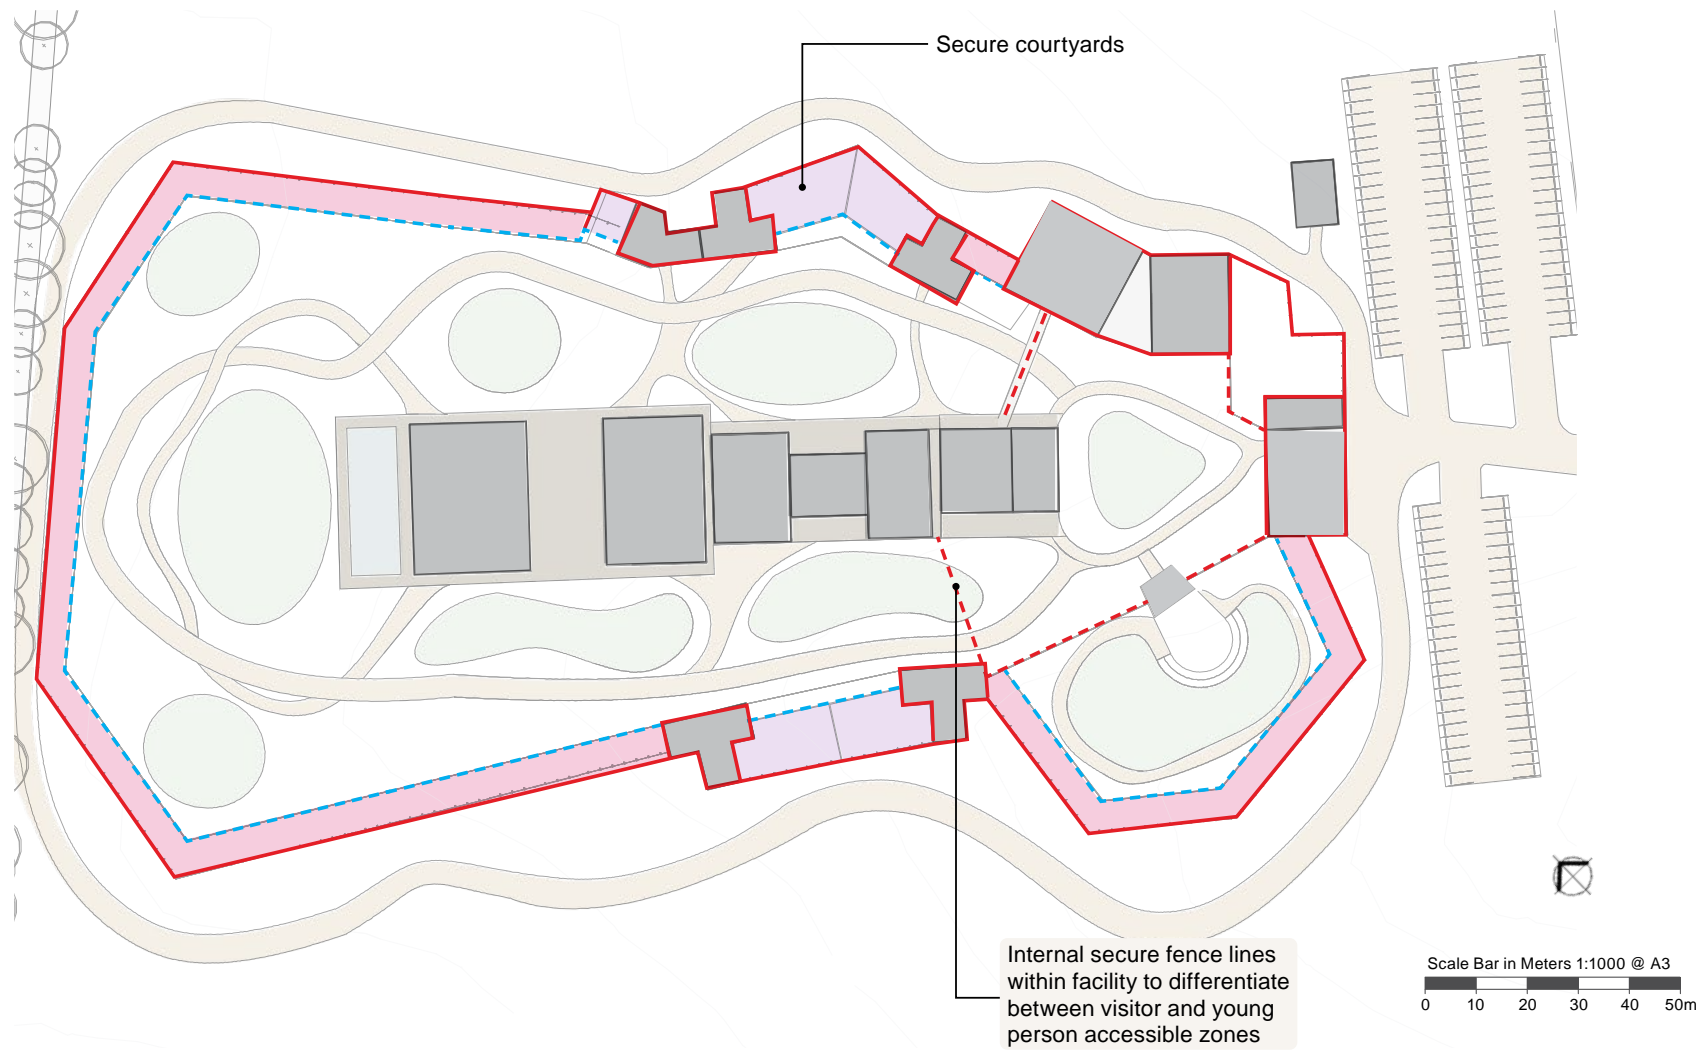 Secure courtyards
Internal secure fence lines
within facility to differentiate
between visitor and young
person accessible zones
Scale Bar in Meters 1:1000 @ A3
0 10 20 30 40 50m